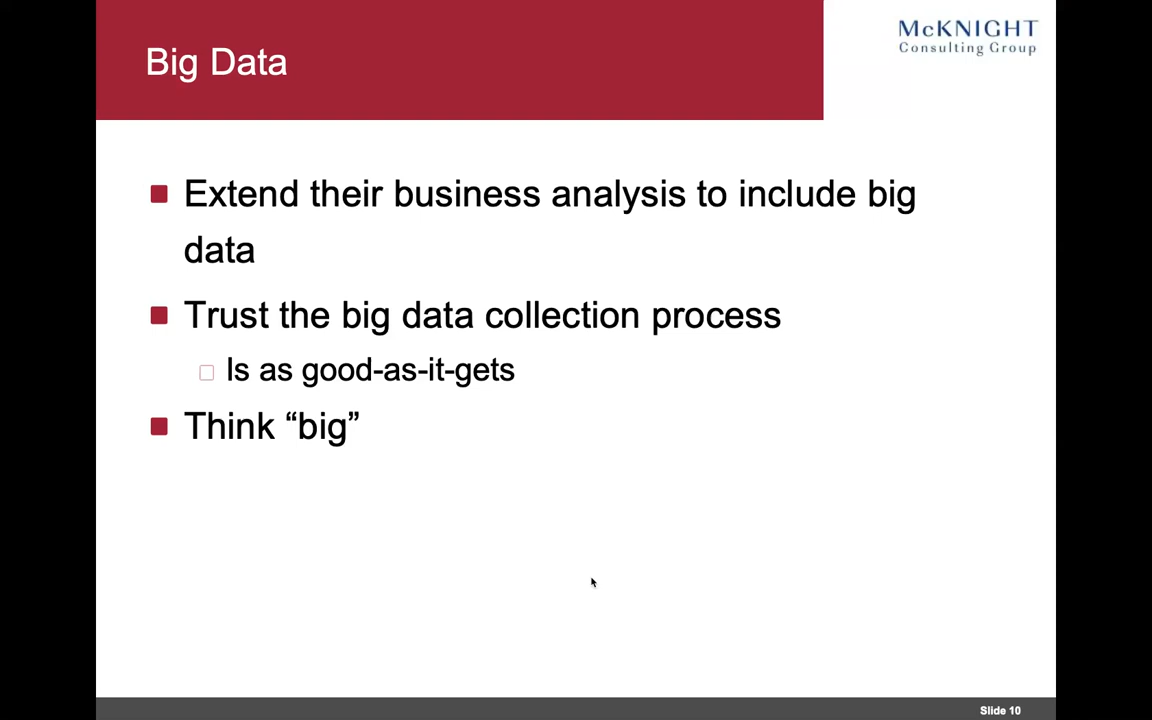 Big Data
McKNIGHT
Consulting Group
Extend their business analysis to include big
data
Trust the big data collection process
Is as good-as-it-gets
Think “big”
Slide 10